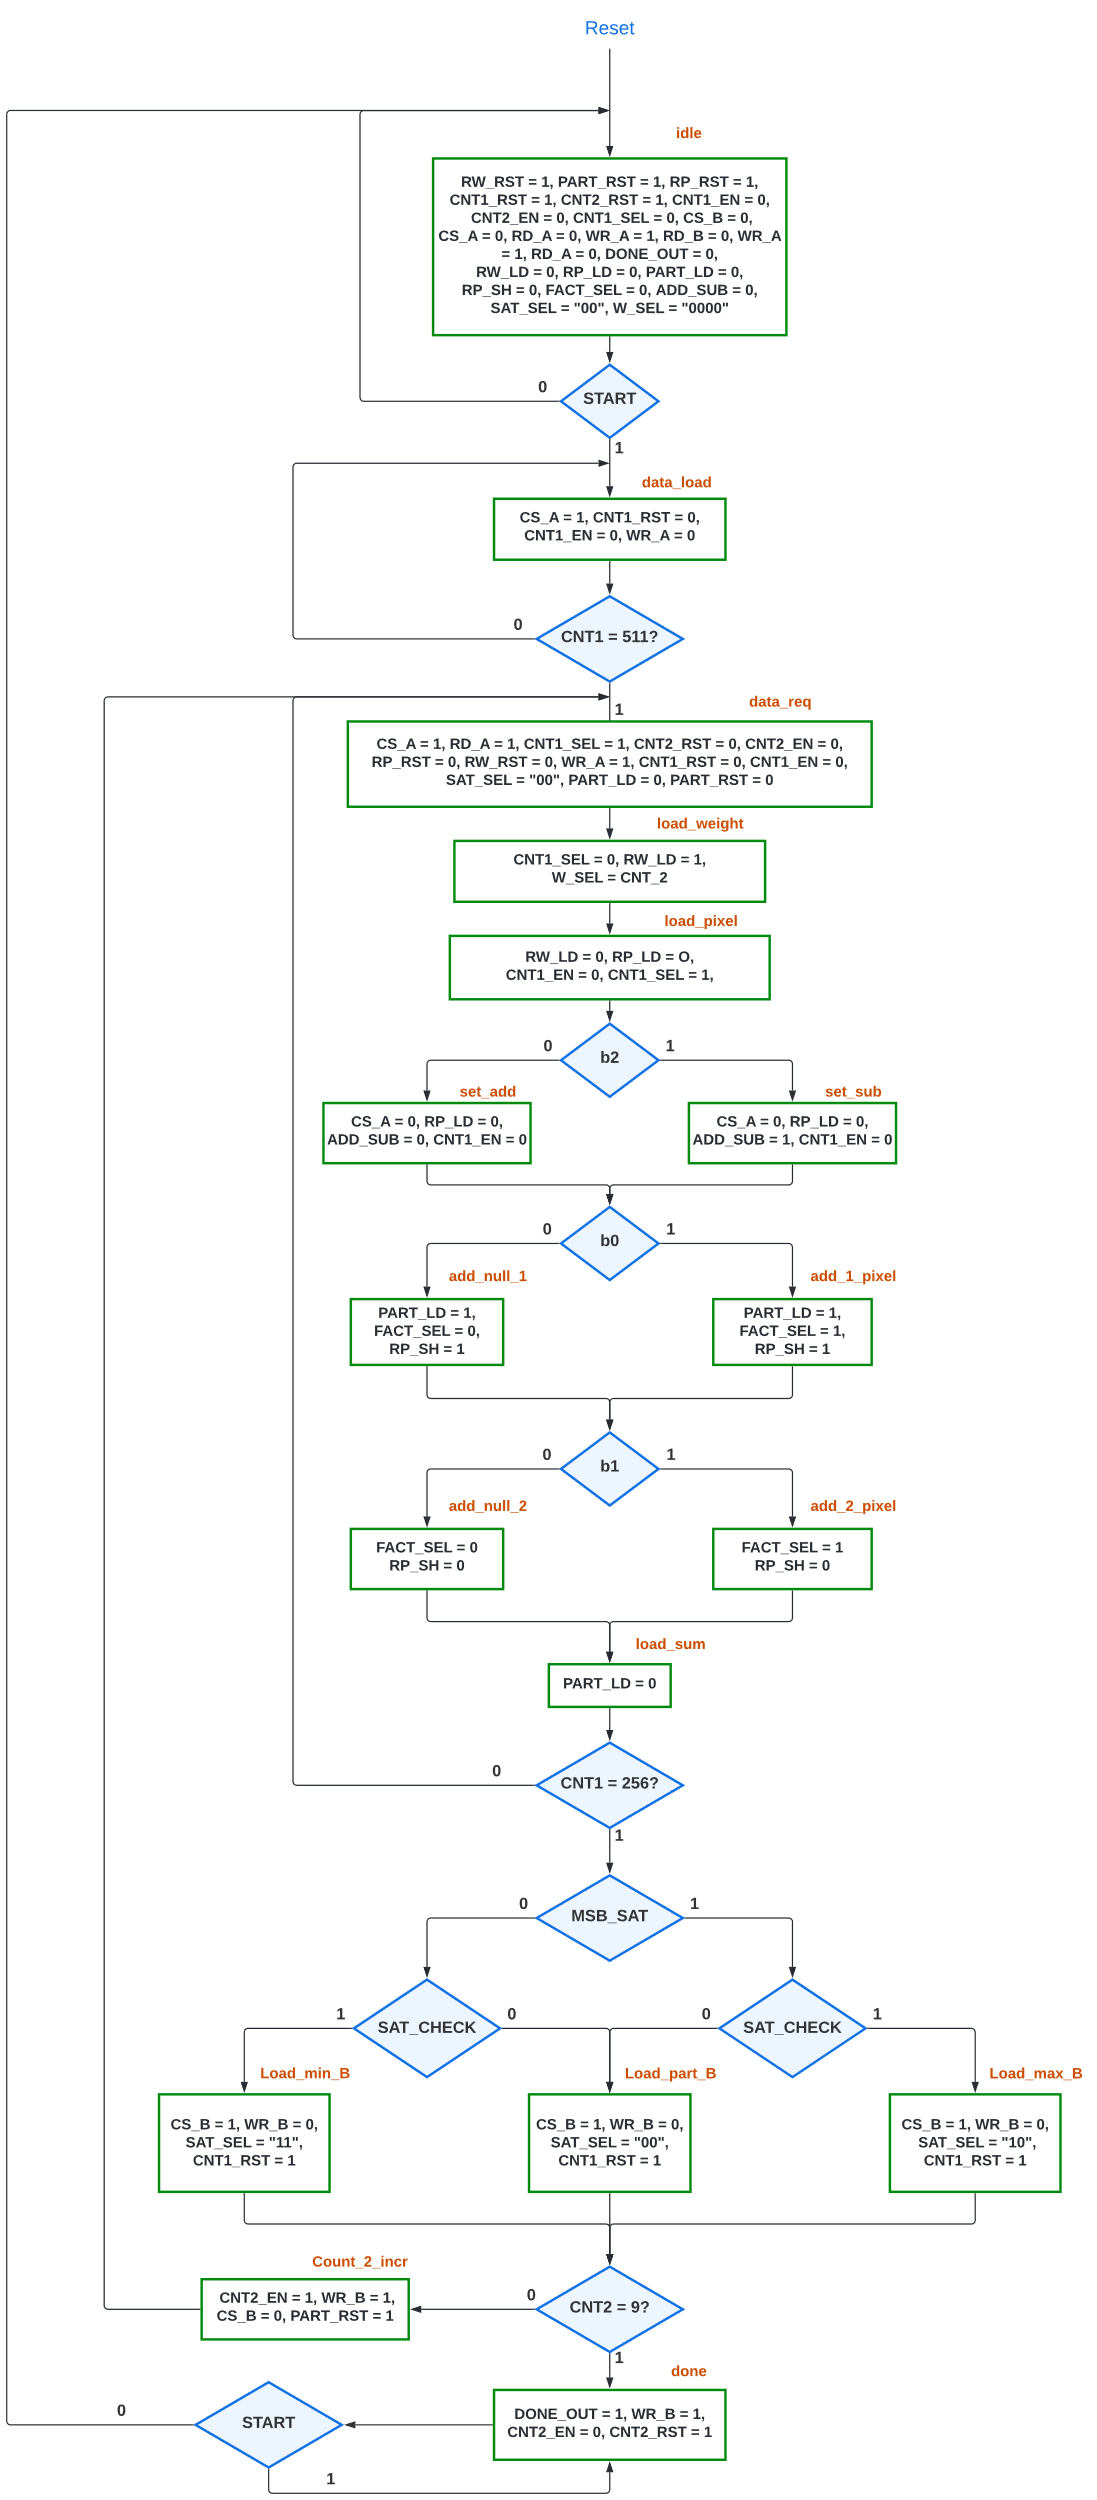 Reset
idle
RW_RST = 1, PART_RST = 1, RP_RST = 1,
CNT1_RST = 1, CNT2_RST = 1, CNT1_EN = 0,
CNT2_EN = 0, CNT1_SEL = 0, CS_B = 0,
CS_A = 0, RD_A = 0, WR_A = 1, RD_B = 0, WR_A
= 1, RD_A = 0, DONE_OUT = 0,
RW_LD = 0, RP_LD = 0, PART_LD = 0,
RP_SH = 0, FACT_SEL = 0, ADD_SUB = 0,
SAT_SEL = "00", W_SEL = "0000"
0
START
1
data_load
CS_A = 1, CNT1_RST = 0,
CNT1_EN = 0, WR_A = 0
0
CNT1 = 511?
1
data_req
CS_A = 1, RD_A = 1, CNT1_SEL = 1, CNT2_RST = 0, CNT2_EN = 0,
RP_RST = 0, RW_RST = 0, WR_A = 1, CNT1_RST = 0, CNT1_EN = 0,
SAT_SEL = "00", PART_LD = 0, PART_RST = 0
load_weight
CNT1_SEL = 0, RW_LD = 1,
W_SEL = CNT_2
load_pixel
RW_LD = 0, RP_LD = O,
CNT1_EN = 0, CNT1_SEL = 1,
0
b2
1
set_add
set_sub
CS_A = 0, RP_LD = 0,
ADD_SUB = 0, CNT1_EN = 0
CS_A = 0, RP_LD = 0,
ADD_SUB = 1, CNT1_EN = 0
0
b0
1
add_null_1
add_1_pixel
PART_LD = 1,
FACT_SEL = 0,
RP_SH = 1
PART_LD = 1,
FACT_SEL = 1,
RP_SH = 1
0
b1
1
add_null_2
add_2_pixel
FACT_SEL = 0
RP_SH = 0
FACT_SEL = 1
RP_SH = 0
load_sum
PART_LD = 0
0
CNT1 = 256?
1
0
MSB_SAT
1
1
SAT_CHECK
0
0
SAT_CHECK
1
Load_min_B
Load_part_B
Load_max_B
CS_B = 1, WR_B = 0,
SAT_SEL = "11",
CNT1_RST = 1
CS_B = 1, WR_B = 0,
SAT_SEL = "00",
CNT1_RST = 1
CS_B = 1, WR_B = 0,
SAT_SEL = "10",
CNT1_RST = 1
Count_2_incr
CNT2_EN = 1, WR_B = 1,
CS_B = 0, PART_RST = 1
0
CNT2 = 9?
1
done
DONE_OUT = 1, WR_B = 1,
CNT2_EN = 0, CNT2_RST = 1
0
START
1